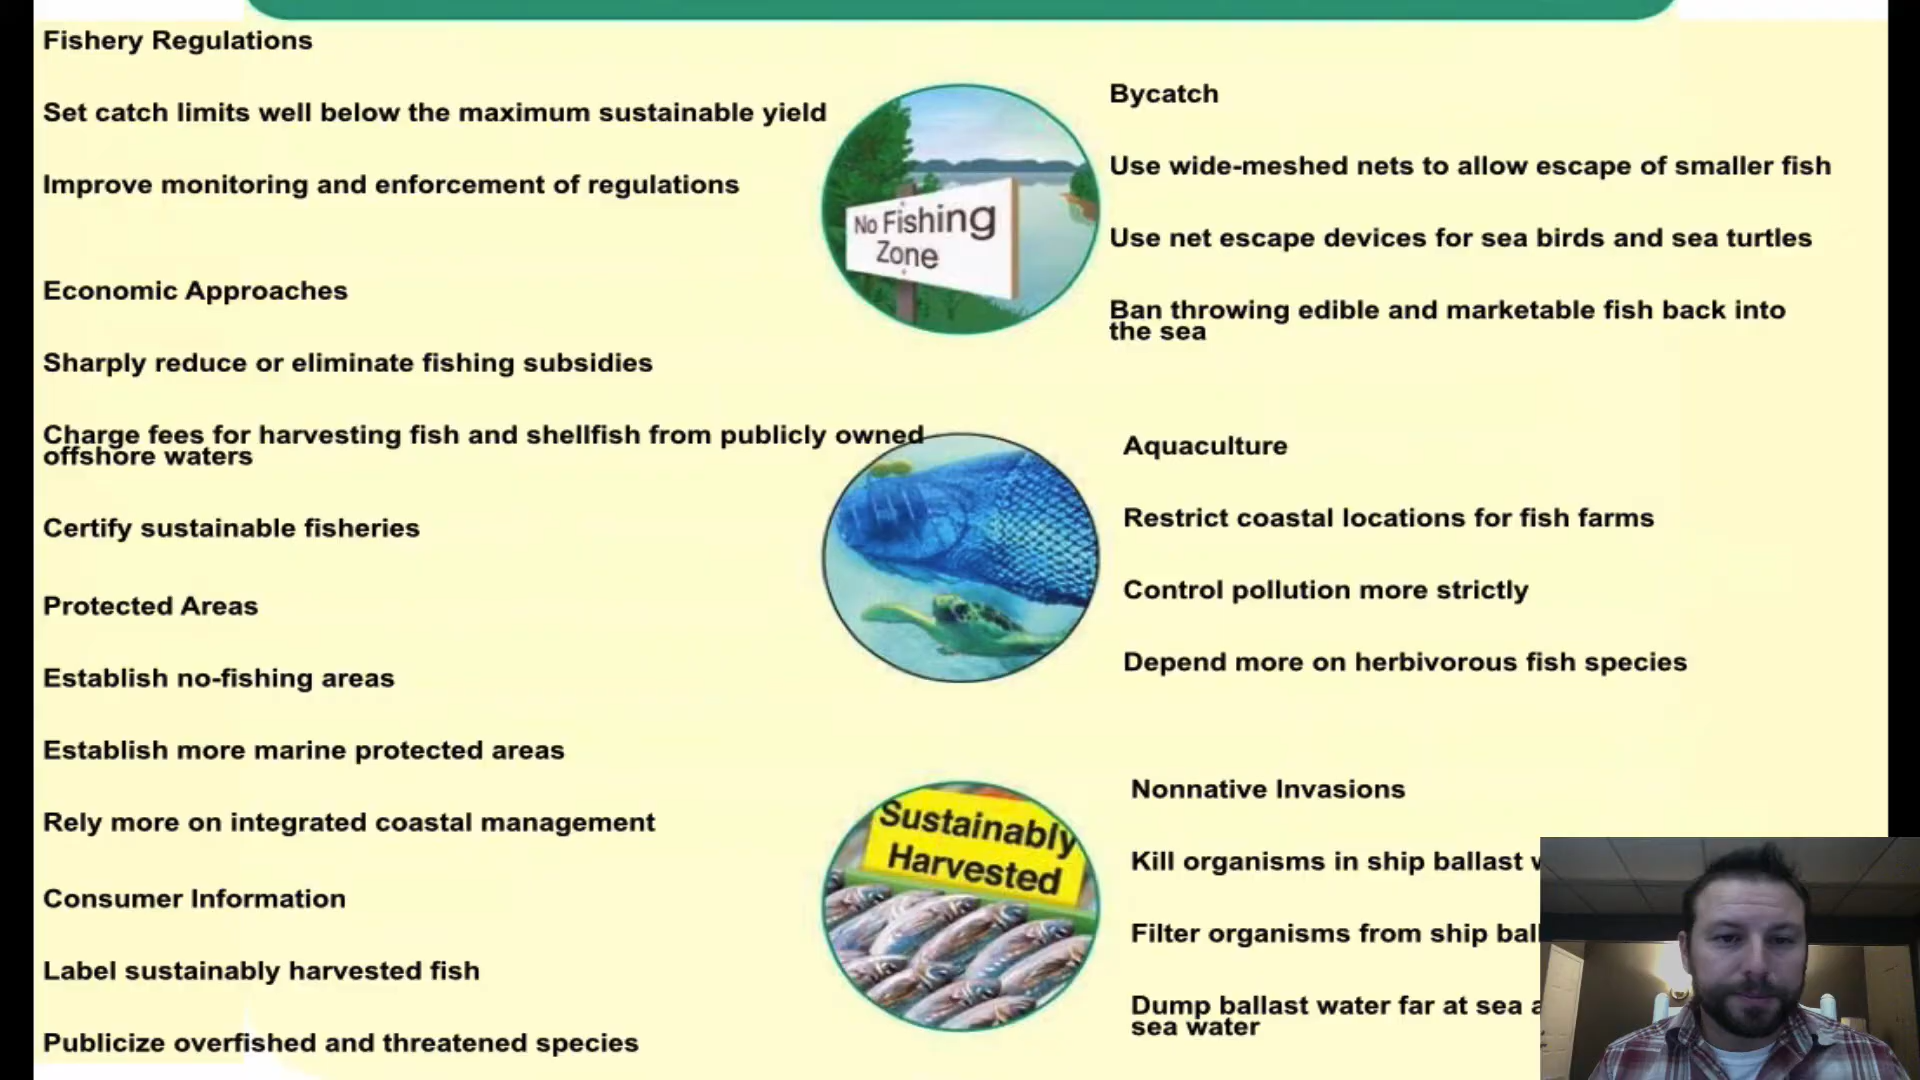 Fishery Regulations
Set catch limits well below the maximum sustainable yield
Improve monitoring and enforcement of regulations
Economic Approaches
Sharply reduce or eliminate fishing subsidies
Charge fees for harvesting fish and shellfish from publicly owned
offshore waters
Certify sustainable fisheries
Protected Areas
Establish no-fishing areas
Establish more marine protected areas
Rely more on integrated coastal management
Consumer Information
Label sustainably harvested fish
Publicize overfished and threatened species
No Fishing
Zone
Sustainably
Harvested
Bycatch
Use wide-meshed nets to allow escape of smaller fish
Use net escape devices for sea birds and sea turtles
Ban throwing edible and marketable fish back into
the sea
Aquaculture
Restrict coastal locations for fish farms
Control pollution more strictly
Depend more on herbivorous fish species
Nonnative Invasions
Kill organisms in ship ballast
Filter organisms from ship
Dump ballast water far at sea
sea water